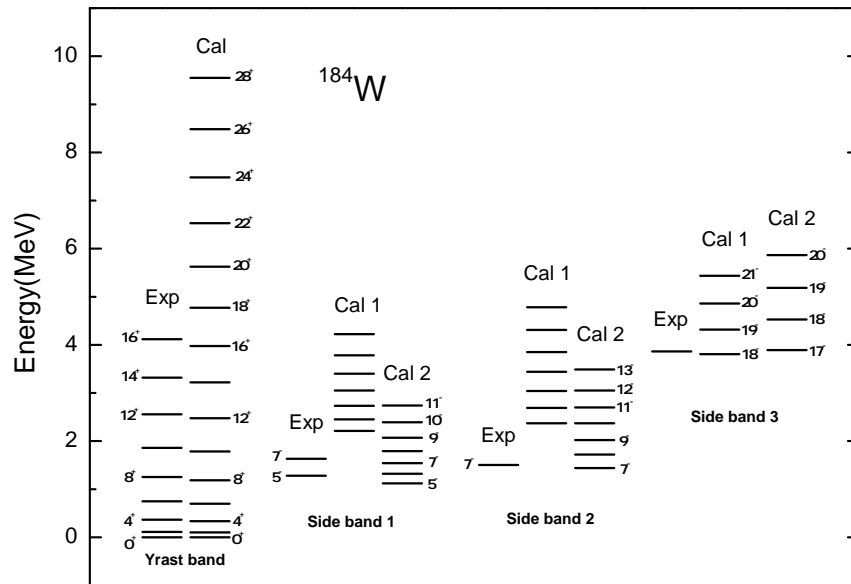 10
8
6
4
2
0
Energy(MeV)
¹⁸⁴W
Exp
16⁺
14⁺
12⁺
8⁺
4⁺
0⁺
Cal
28⁺
26⁺
24⁺
22⁺
20⁺
18⁺
16⁺
12⁺
8⁺
4⁺
0⁺
Yrast band
Exp
7⁻
5⁻
Cal 1
Cal 2
11⁻
10⁻
9⁻
7⁻
5⁻
Side band 1
Exp
7⁻
Cal 1
Cal 2
13⁻
12⁻
11⁻
9⁻
7⁻
Side band 2
Exp
Cal 1
21⁻
20⁻
19⁻
18⁻
Cal 2
20⁻
19⁻
18⁻
17⁻
Side band 3